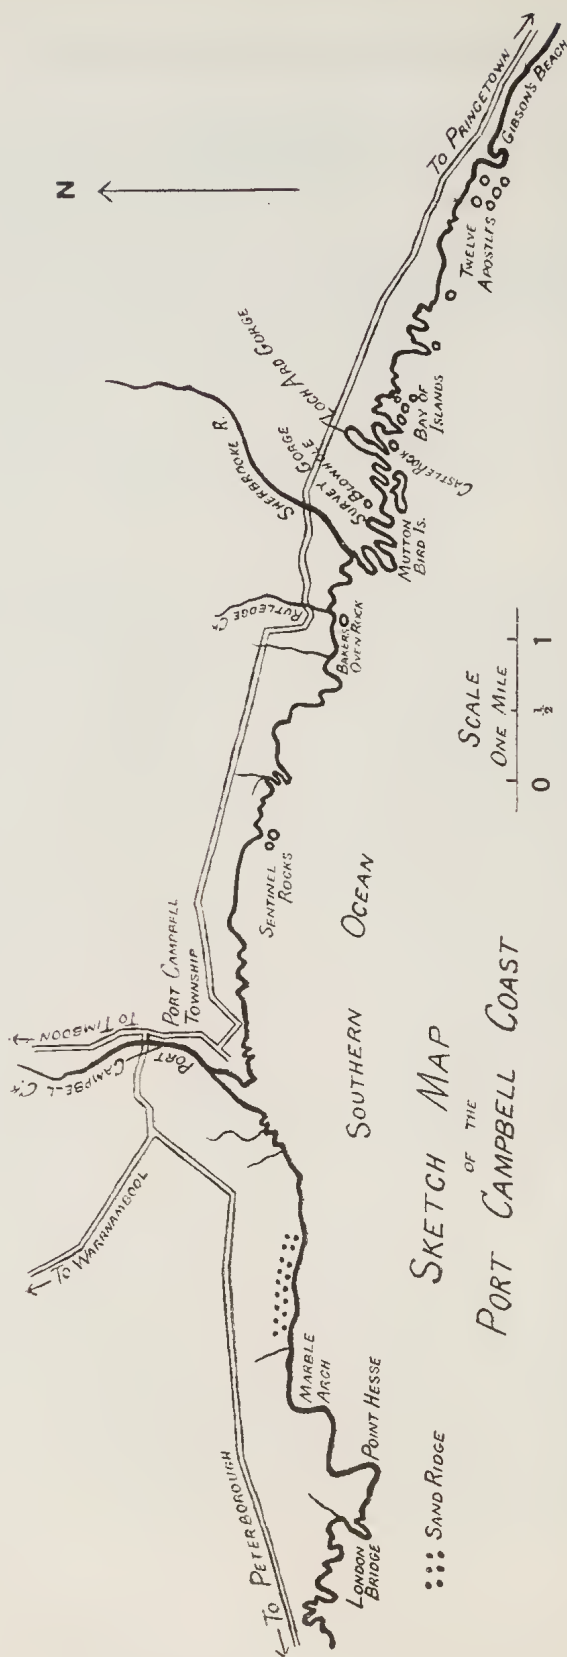 N
TO PRINCETOWN
GIBSON'S BEACH
TWELVE
APOSTLES
LOCH ARD GORGE
BAY OF
ISLANDS
CASTLE ROCK
BLOWHOLE
SURVEY GORGE
MUTTON
BIRD IS.
SHERBROOKE R.
RUTLEDGE C.
BAKERS
OVEN ROCK
SENTINEL
ROCKS
PORT CAMPBELL
TOWNSHIP
TO TIMBOON
PORT
CAMPBELL CK
TO WARRNAMBOOL
TO PETERBOROUGH
MARBLE
ARCH
POINT HESSE
LONDON
BRIDGE
SAND RIDGE
SOUTHERN OCEAN
SKETCH MAP
OF THE
PORT CAMPBELL COAST
SCALE
ONE MILE
0 ½ 1